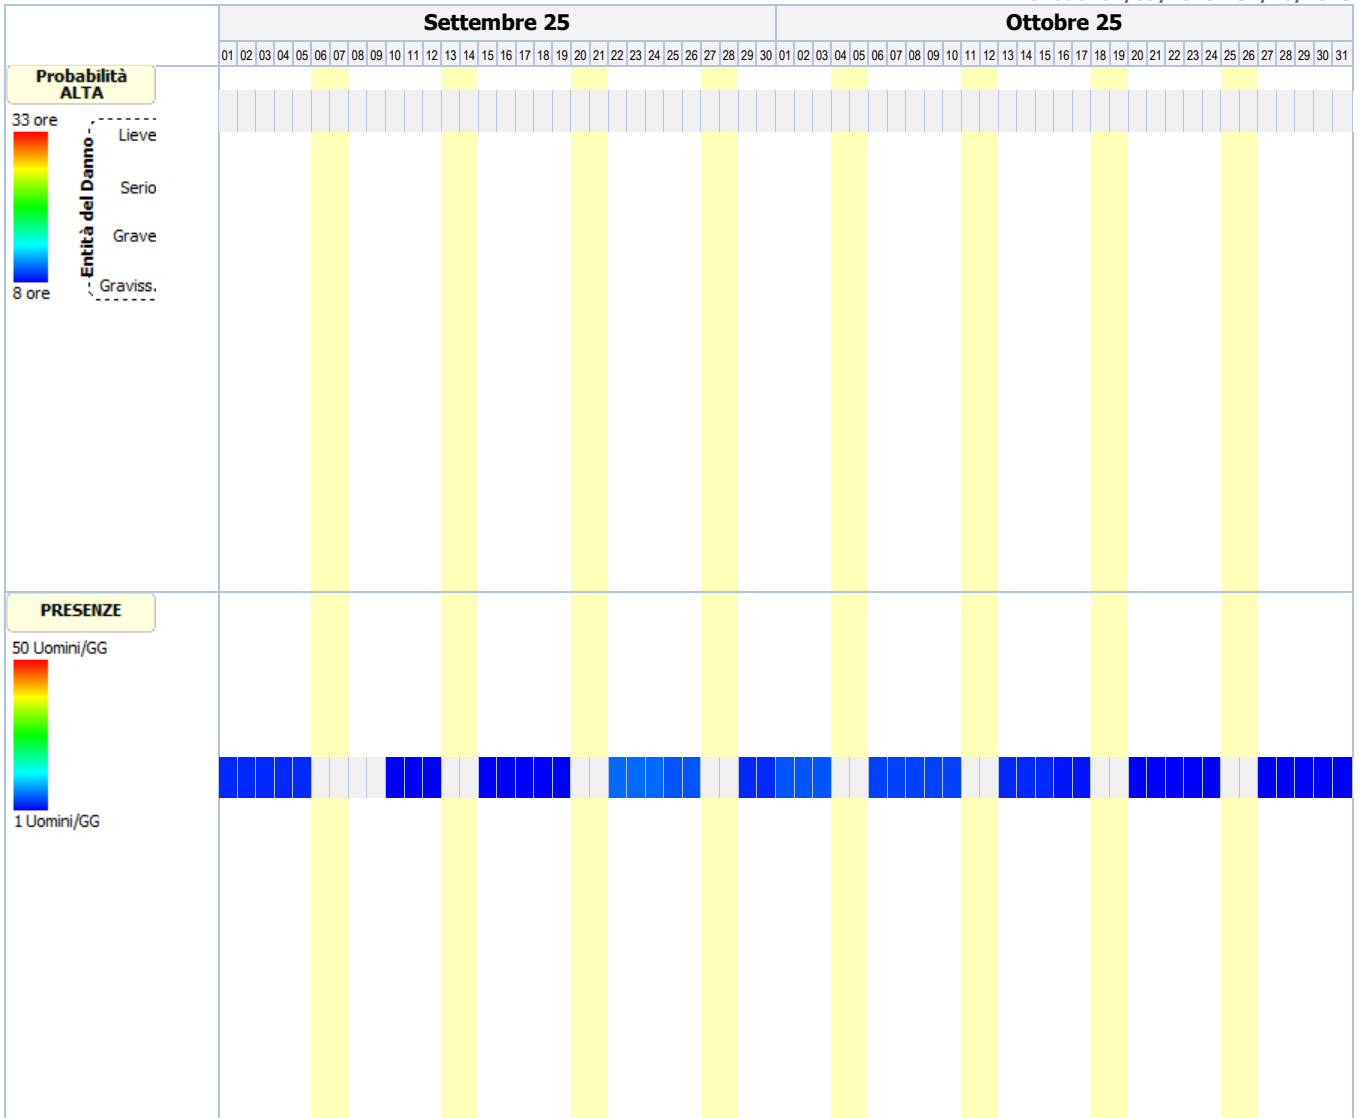 Settembre 25
Ottobre 25
01 02 03 04 05 06 07 08 09 10 11 12 13 14 15 16 17 18 19 20 21 22 23 24 25 26 27 28 29 30 01 02 03 04 05 06 07 08 09 10 11 12 13 14 15 16 17 18 19 20 21 22 23 24 25 26 27 28 29 30 31
Probabilità
ALTA
33 ore
Lieve
Serio
Grave
Graviss.
Entità del Danno
8 ore
PRESENZE
50 Uomini/GG
1 Uomini/GG